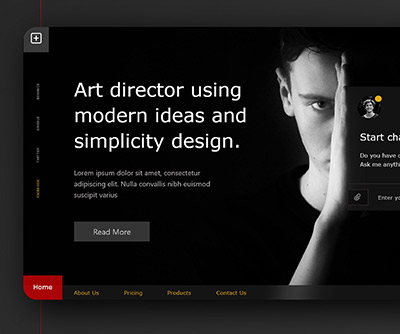 Art director using
modern ideas and
simplicity design.
Lorem ipsum dolor sit amet, consectetur
adipiscing elit. Nulla convallis nibh euismod
suscipit varius
Read More
Start cha
Do you have
Ask me anythi
Enter yo
Home
About Us
Pricing
Products
Contact Us